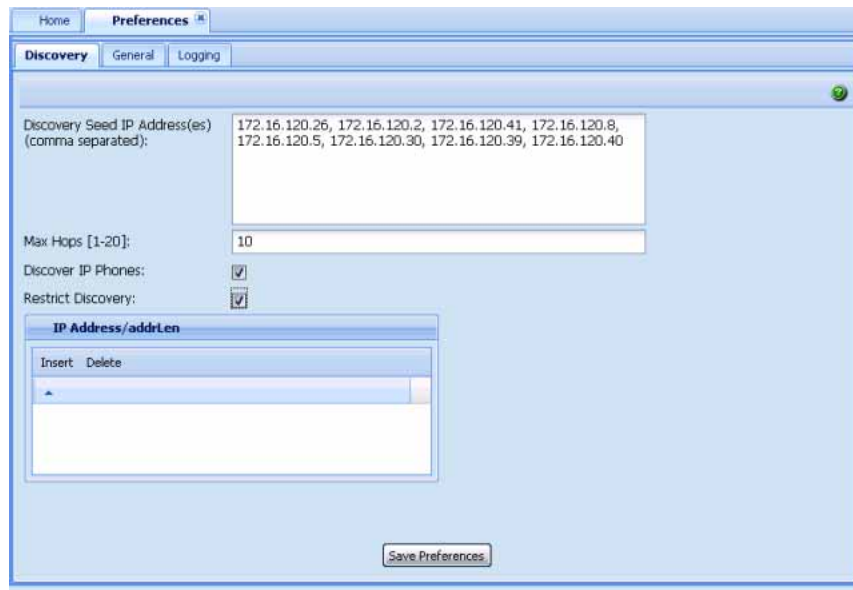 Home Preferences
Discovery General Logging
Discovery Seed IP Address(es)
(comma separated):
172.16.120.26, 172.16.120.2, 172.16.120.41, 172.16.120.8,
172.16.120.5, 172.16.120.30, 172.16.120.39, 172.16.120.40
Max Hops [1-20]: 10
Discover IP Phones:
Restrict Discovery:
IP Address/addrLen
Insert Delete
Save Preferences